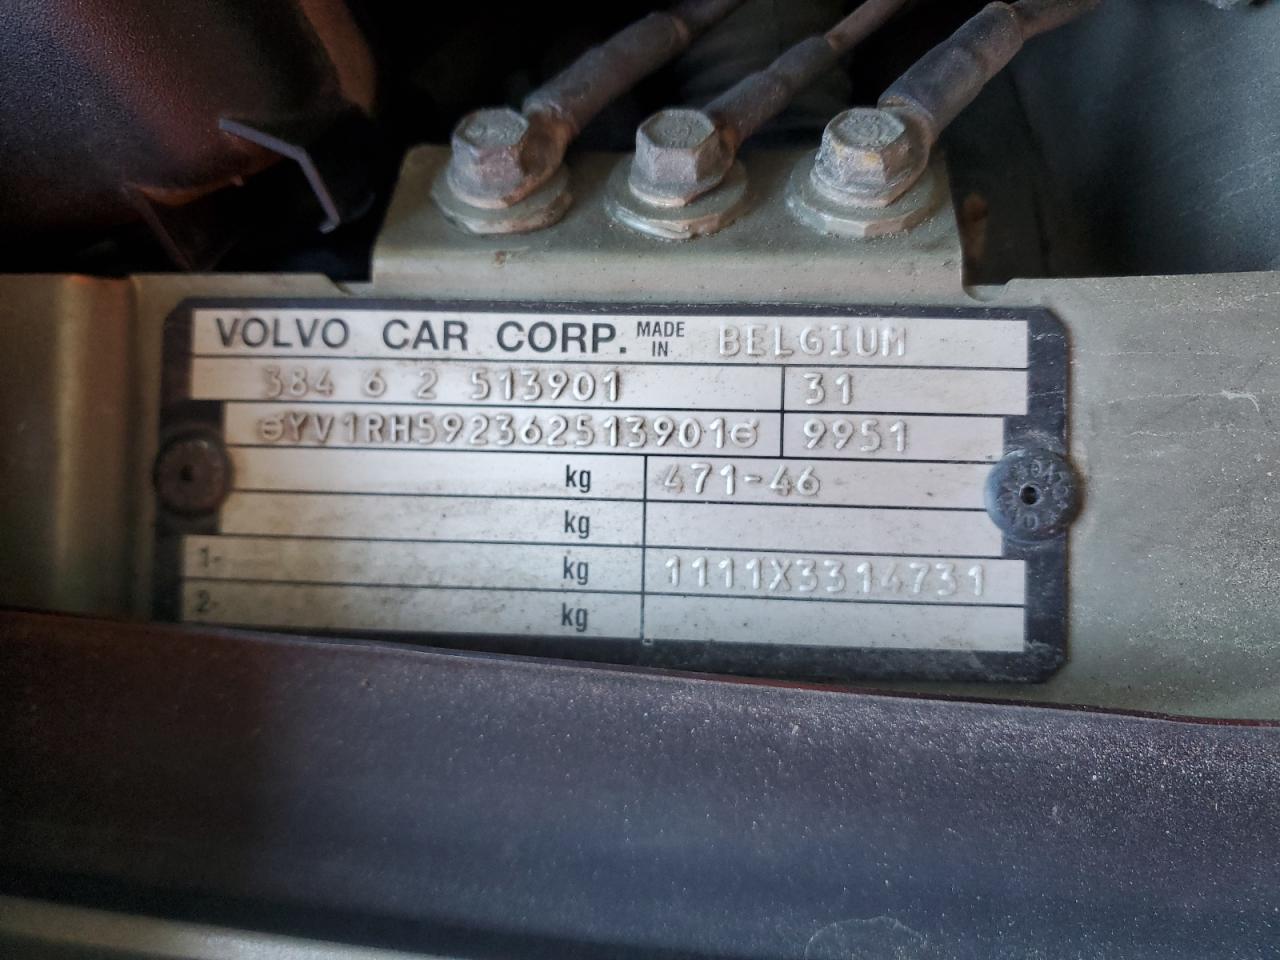 VOLVO CAR CORP. MADE IN BELGIUM
384 6 2 513901 31
YV1RH592362513901 9951
kg 471-46
kg
1- kg 1111X3314731
2- kg